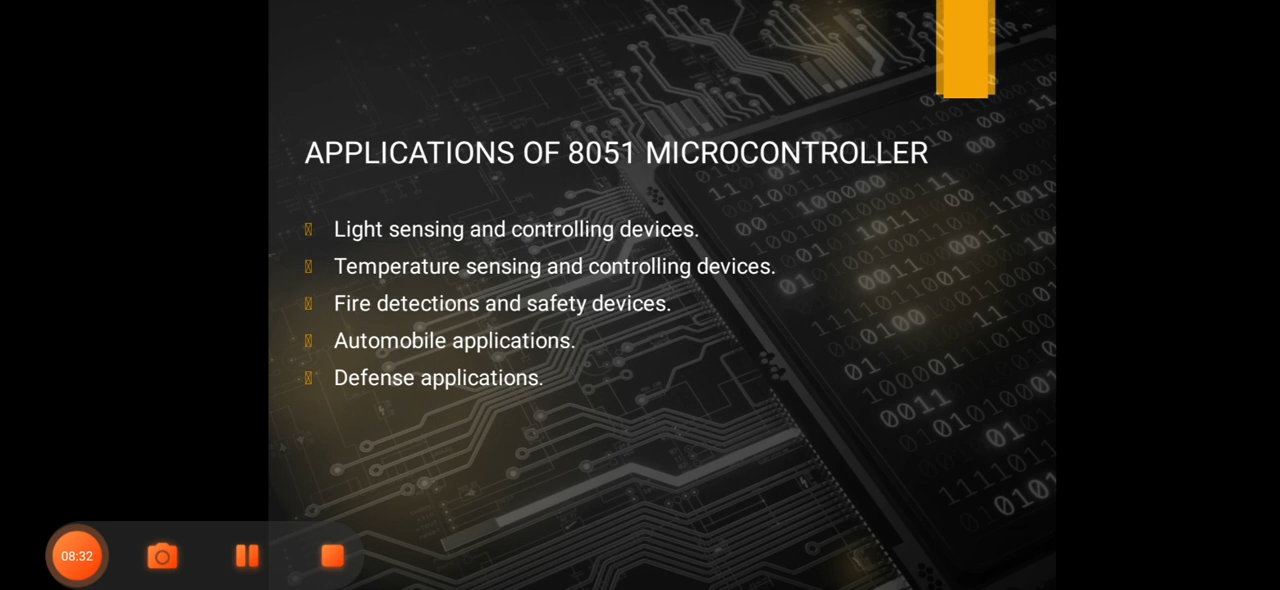 APPLICATIONS OF 8051 MICROCONTROLLER
Light sensing and controlling devices.
Temperature sensing and controlling devices.
Fire detections and safety devices.
Automobile applications.
Defense applications.
08:32